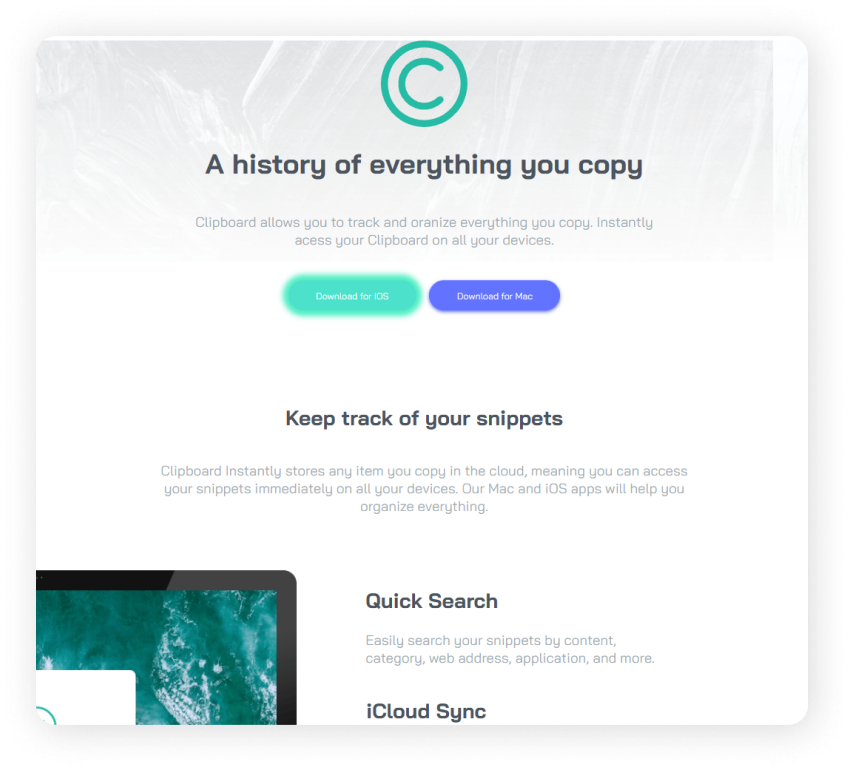 A history of everything you copy
Clipboard allows you to track and oranize everything you copy. Instantly
acess your Clipboard on all your devices.
Download for iOS
Download for Mac
Keep track of your snippets
Clipboard Instantly stores any item you copy in the cloud, meaning you can access
your snippets immediately on all your devices. Our Mac and iOS apps will help you
organize everything.
Quick Search
Easily search your snippets by content,
category, web address, application, and more.
iCloud Sync